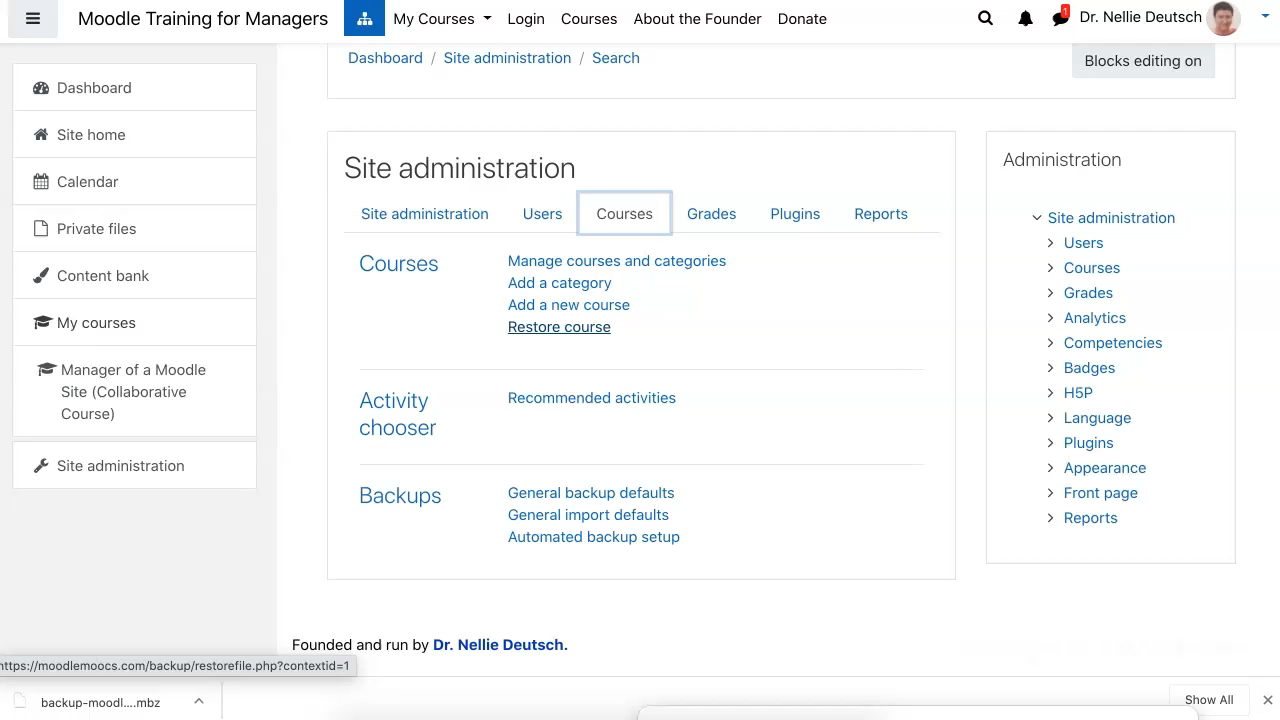 Moodle Training for Managers
My Courses Login Courses About the Founder Donate
1
Dr. Nellie Deutsch
Dashboard / Site administration / Search
Blocks editing on
Dashboard
Site home
Calendar
Private files
Content bank
My courses
Manager of a Moodle
Site (Collaborative
Course)
Site administration
Site administration
Site administration Users Courses Grades Plugins Reports
Courses
Manage courses and categories
Add a category
Add a new course
Restore course
Activity
chooser
Recommended activities
Backups
General backup defaults
General import defaults
Automated backup setup
Administration
Site administration
Users
Courses
Grades
Analytics
Competencies
Badges
H5P
Language
Plugins
Appearance
Front page
Reports
Founded and run by Dr. Nellie Deutsch.
https://moodlemoocs.com/backup/restorefile.php?contextid=1
backup-moodl....mbz
Show All